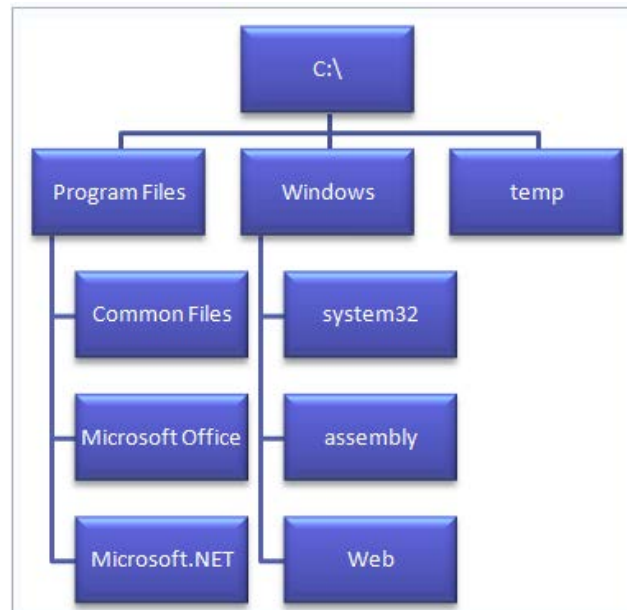 C:\
Program Files
Windows
temp
Common Files
system32
Microsoft Office
assembly
Microsoft.NET
Web